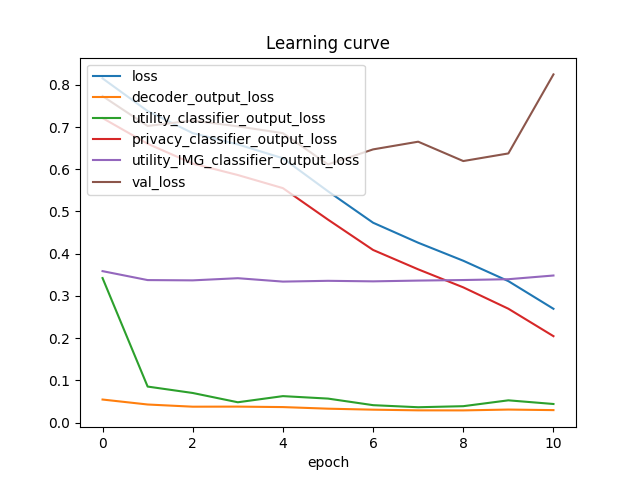 Learning curve
loss
decoder_output_loss
utility_classifier_output_loss
privacy_classifier_output_loss
utility_IMG_classifier_output_loss
val_loss
0.8
0.7
0.6
0.5
0.4
0.3
0.2
0.1
0.0
0 2 4 6 8 10
epoch